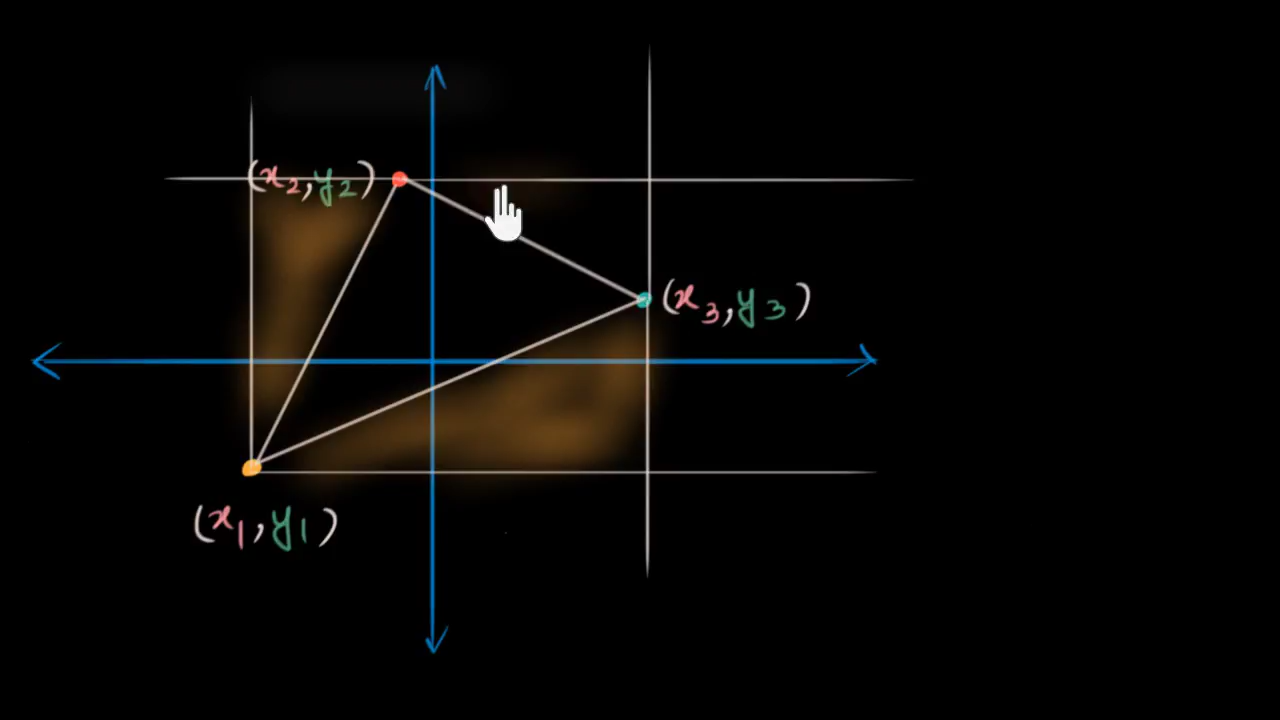 (x₂, y₂)
(x₃, y₃)
(x₁, y₁)